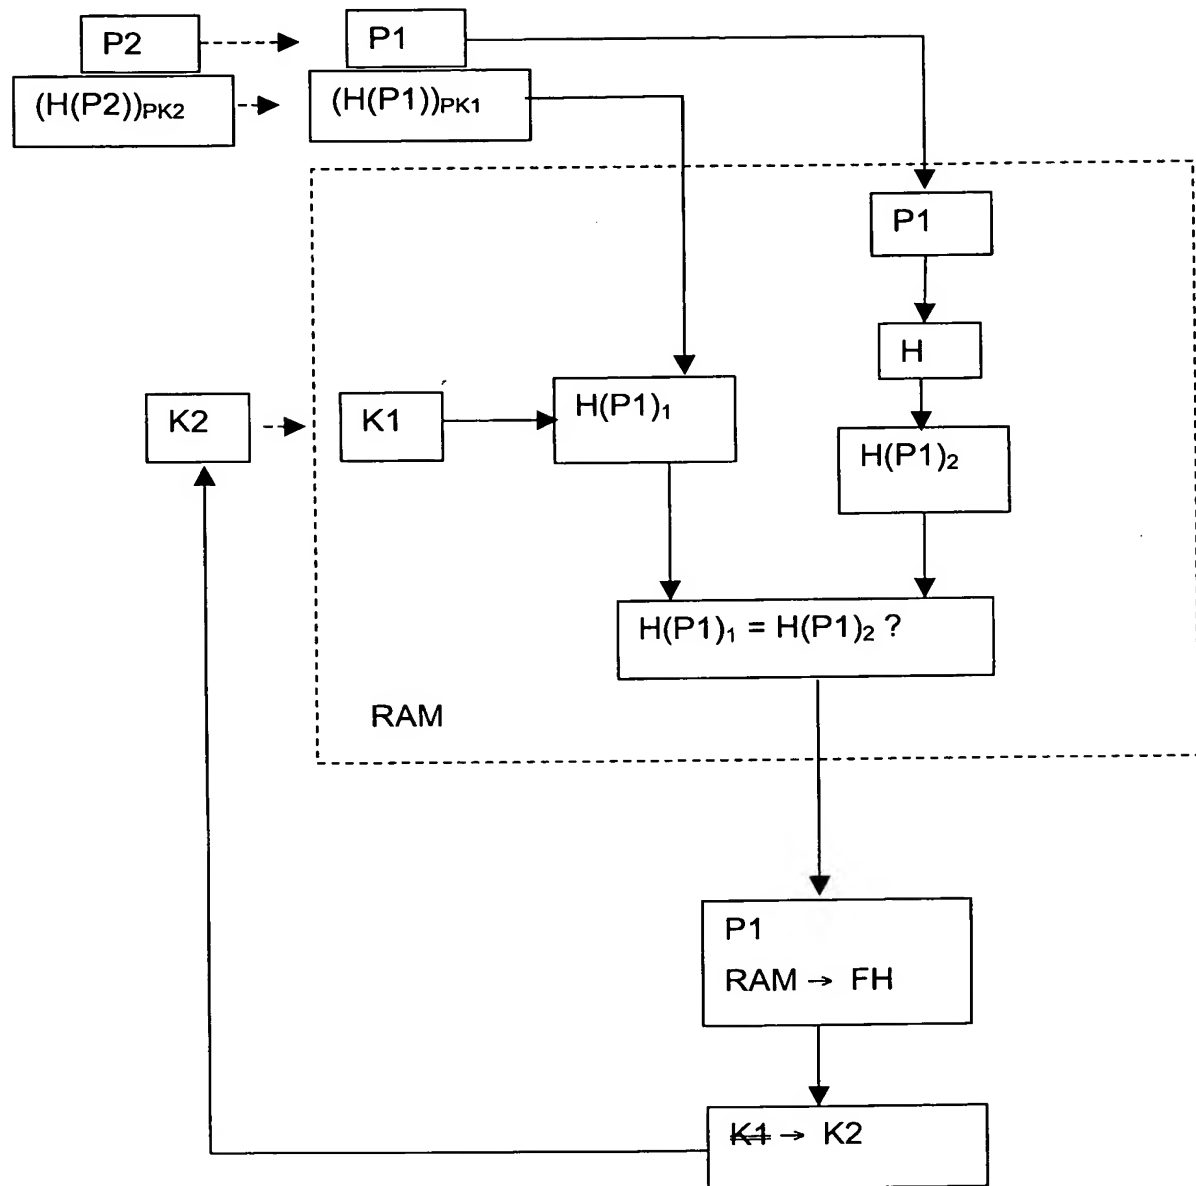 P2
P1
(H(P2))PK2
(H(P1))PK1
P1
H
K2
K1
H(P1)₁
H(P1)₂
H(P1)₁ = H(P1)₂ ?
RAM
P1
RAM → FH
K1 → K2